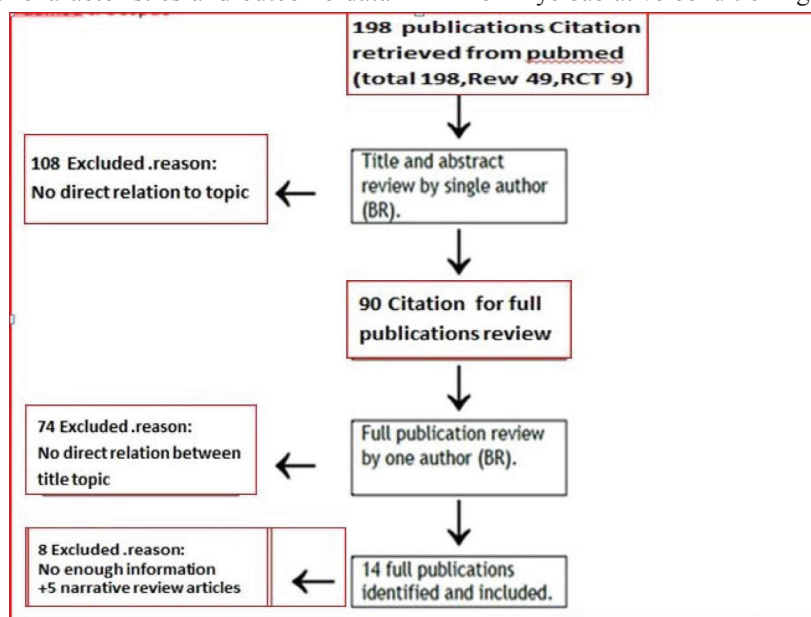 198 publications Citation
retrieved from pubmed
(total 198,Rew 49,RCT 9)
108 Excluded .reason:
No direct relation to topic
Title and abstract
review by single author
(BR).
90 Citation for full
publications review
74 Excluded .reason:
No direct relation between
title topic
Full publication review
by one author (BR).
8 Excluded .reason:
No enough information
+5 narrative review articles
14 full publications
identified and included.